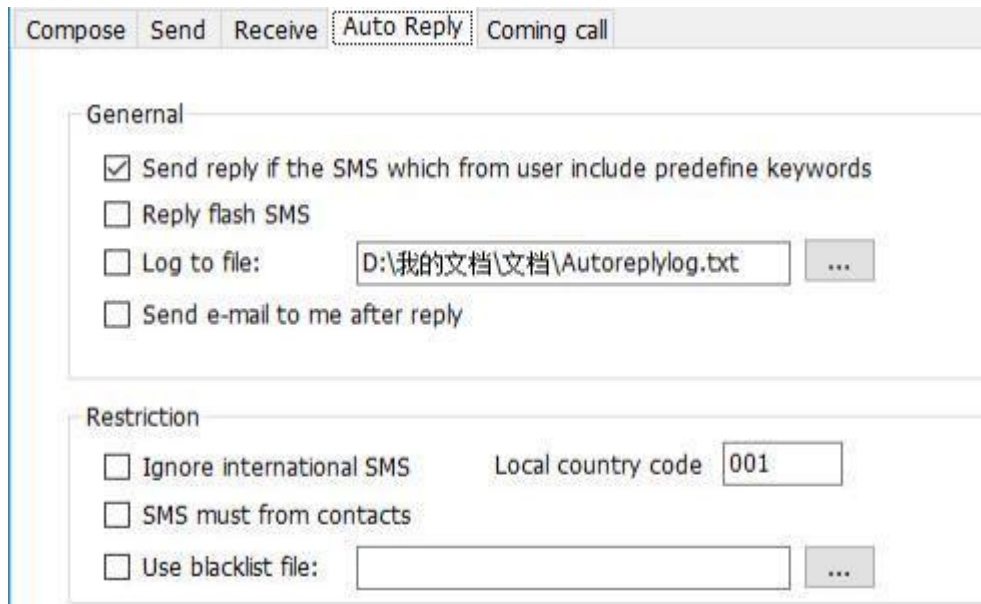 Compose Send Receive Auto Reply Coming call
Genernal
Send reply if the SMS which from user include predefine keywords
Reply flash SMS
Log to file: D:\我的文档\文档\Autoreplylog.txt ...
Send e-mail to me after reply
Restriction
Ignore international SMS Local country code 001
SMS must from contacts
Use blacklist file: ...